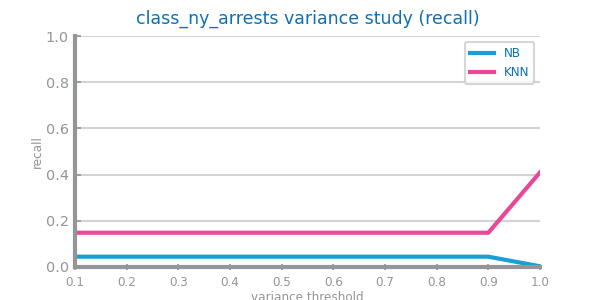 class_ny_arrests variance study (recall)
1.0
NB
KNN
0.8
0.6
recall
0.4
0.2
0.0
0.1 0.2 0.3 0.4 0.5 0.6 0.7 0.8 0.9 1.0
variance threshold